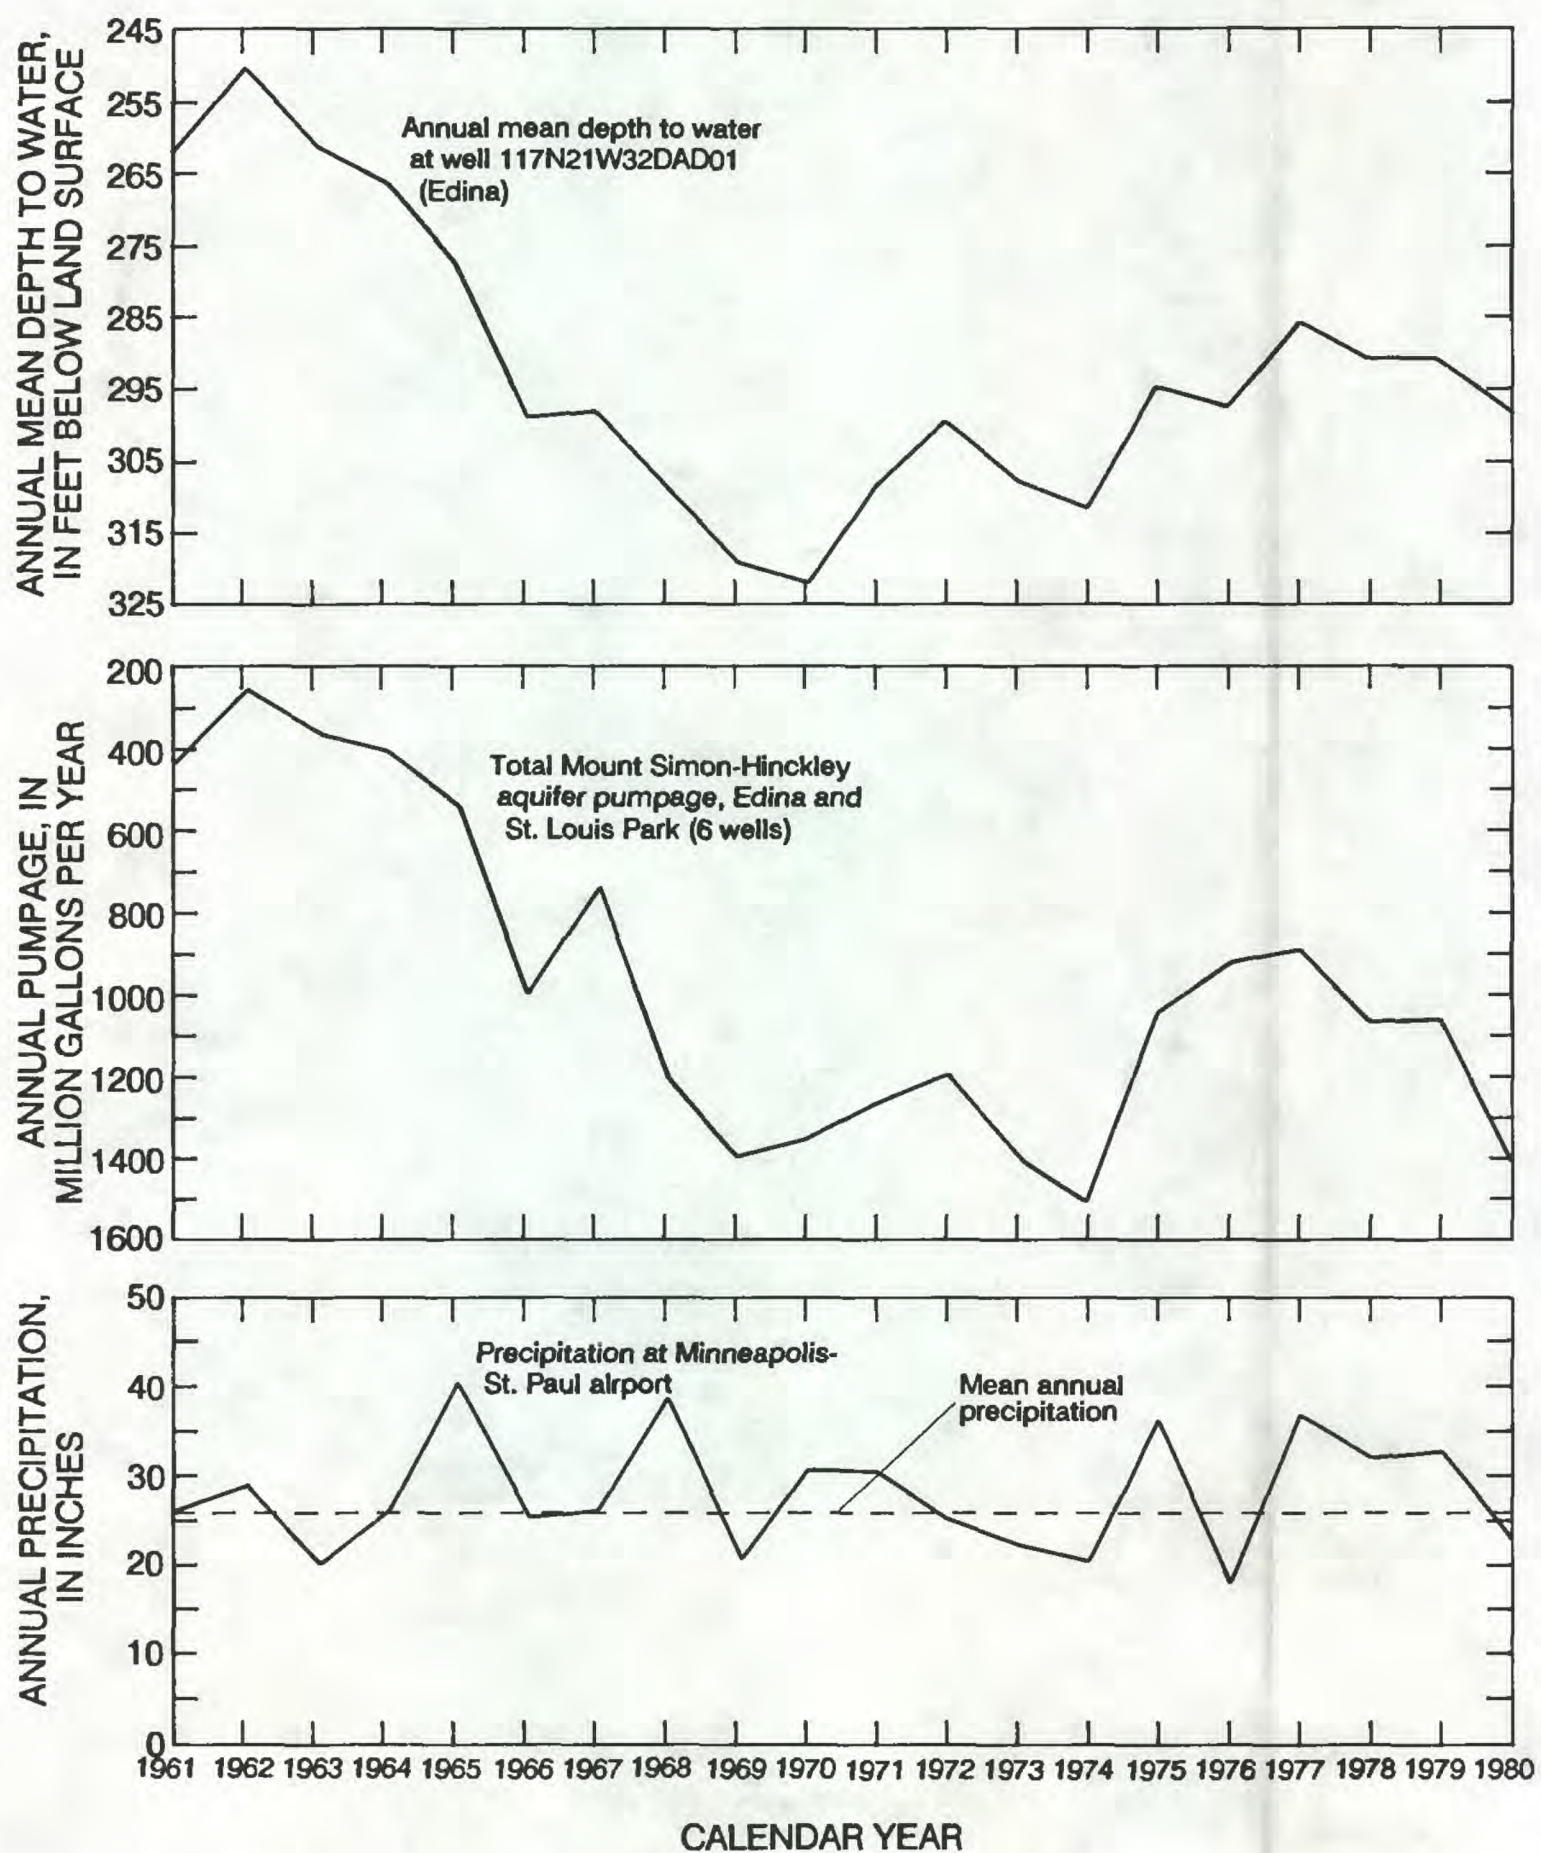 ANNUAL MEAN DEPTH TO WATER,
IN FEET BELOW LAND SURFACE
245
255
265
275
285
295
305
315
325
Annual mean depth to water
at well 117N21W32DAD01
(Edina)
ANNUAL PUMPAGE, IN
MILLION GALLONS PER YEAR
200
400
600
800
1000
1200
1400
1600
Total Mount Simon-Hinckley
aquifer pumpage, Edina and
St. Louis Park (6 wells)
ANNUAL PRECIPITATION,
IN INCHES
50
40
30
20
10
0
Precipitation at Minneapolis-
St. Paul airport
Mean annual
precipitation
1961 1962 1963 1964 1965 1966 1967 1968 1969 1970 1971 1972 1973 1974 1975 1976 1977 1978 1979 1980
CALENDAR YEAR